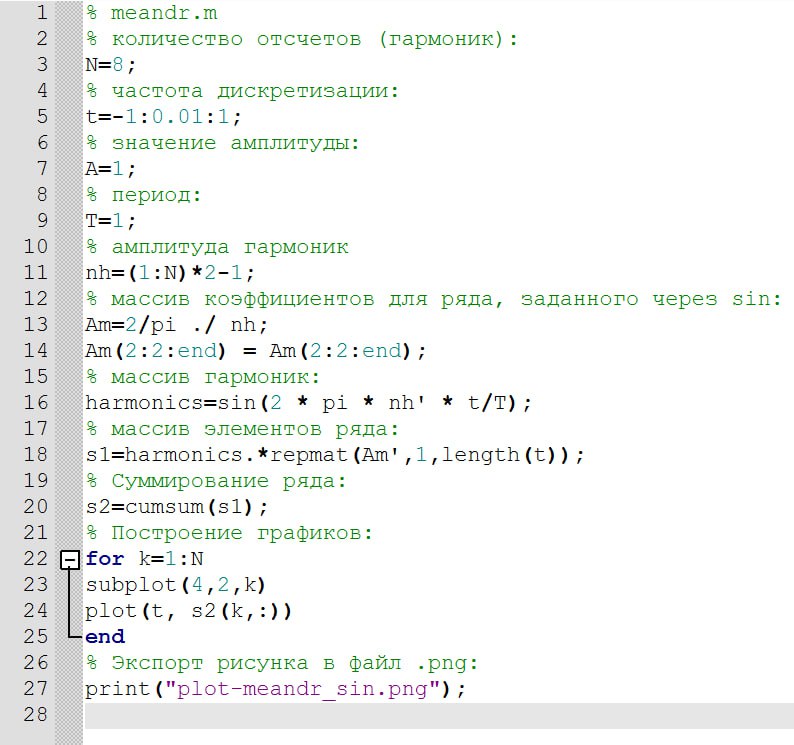 1 % meandr.m
2 % количество отсчетов (гармоник):
3 N=8;
4 % частота дискретизации:
5 t=-1:0.01:1;
6 % значение амплитуды:
7 A=1;
8 % период:
9 T=1;
10 % амплитуда гармоник
11 nh=(1:N)*2-1;
12 % массив коэффициентов для ряда, заданного через sin:
13 Am=2/pi ./ nh;
14 Am(2:2:end) = Am(2:2:end);
15 % массив гармоник:
16 harmonics=sin(2 * pi * nh' * t/T);
17 % массив элементов ряда:
18 s1=harmonics.*repmat(Am',1,length(t));
19 % Суммирование ряда:
20 s2=cumsum(s1);
21 % Построение графиков:
22 for k=1:N
23 subplot(4,2,k)
24 plot(t, s2(k,:))
25 end
26 % Экспорт рисунка в файл .png:
27 print("plot-meandr_sin.png");
28